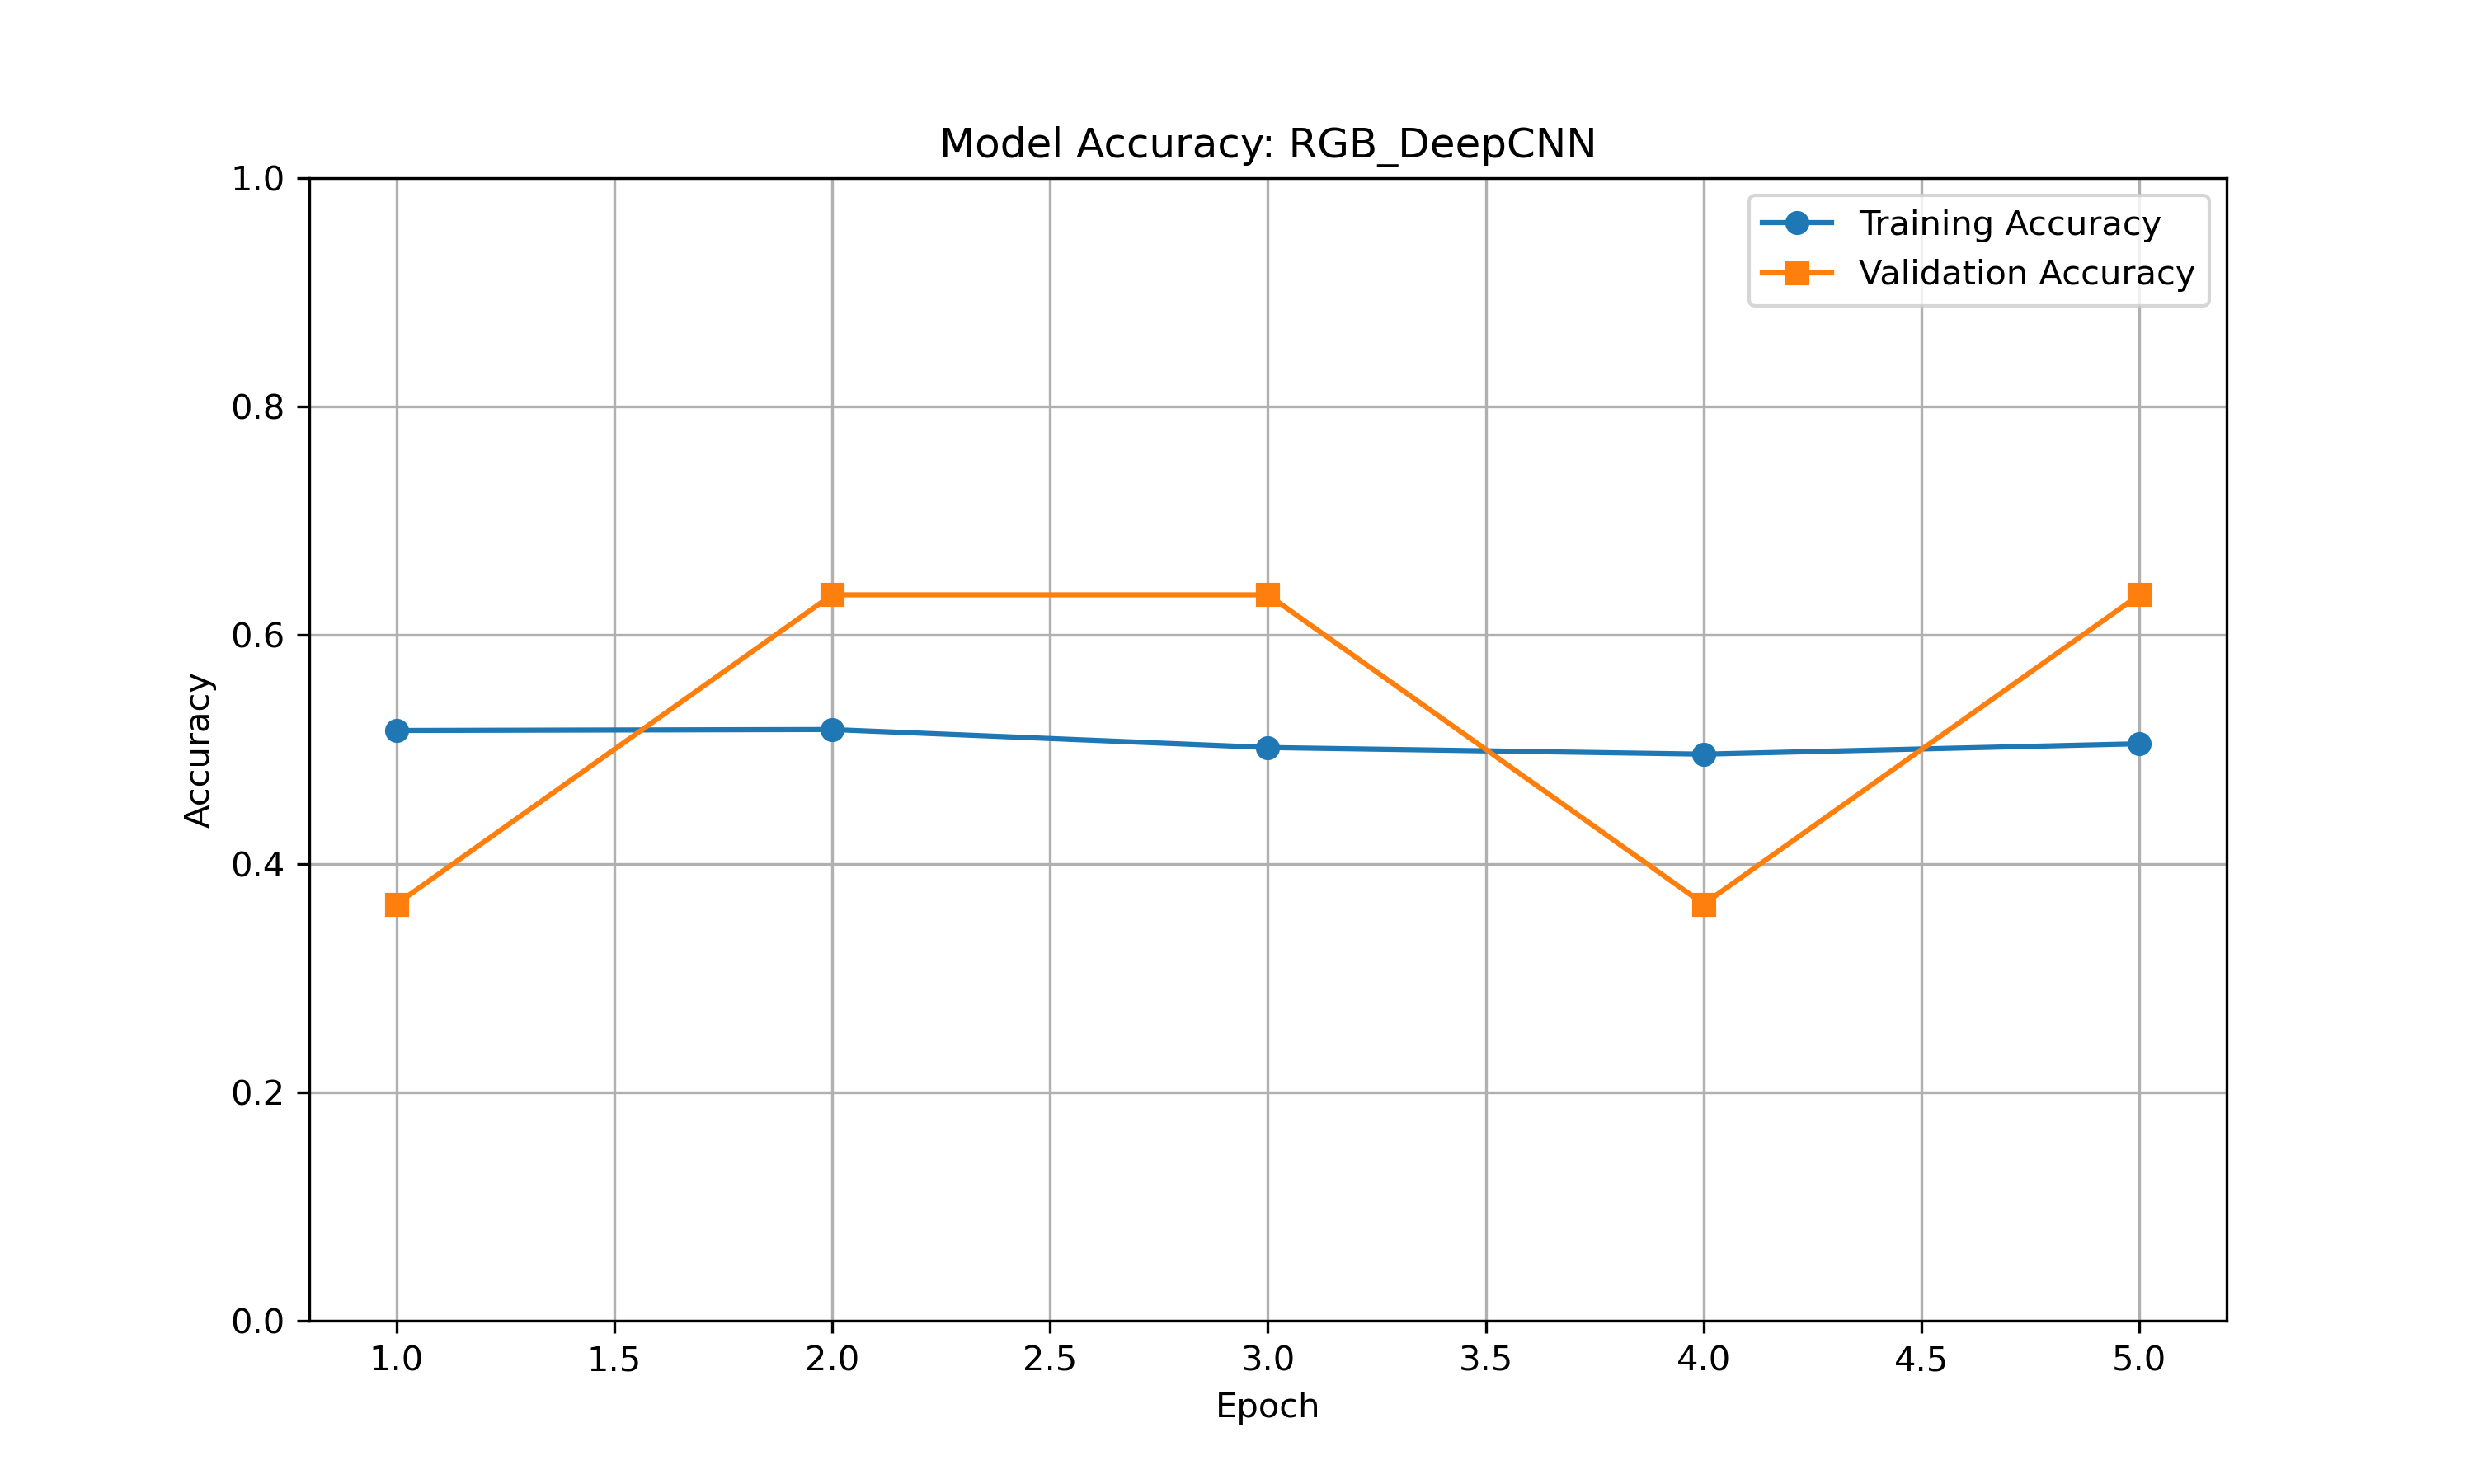 Model Accuracy: RGB_DeepCNN
1.0
Training Accuracy
Validation Accuracy
0.8
0.6
Accuracy
0.4
0.2
0.0
1.0 1.5 2.0 2.5 3.0 3.5 4.0 4.5 5.0
Epoch